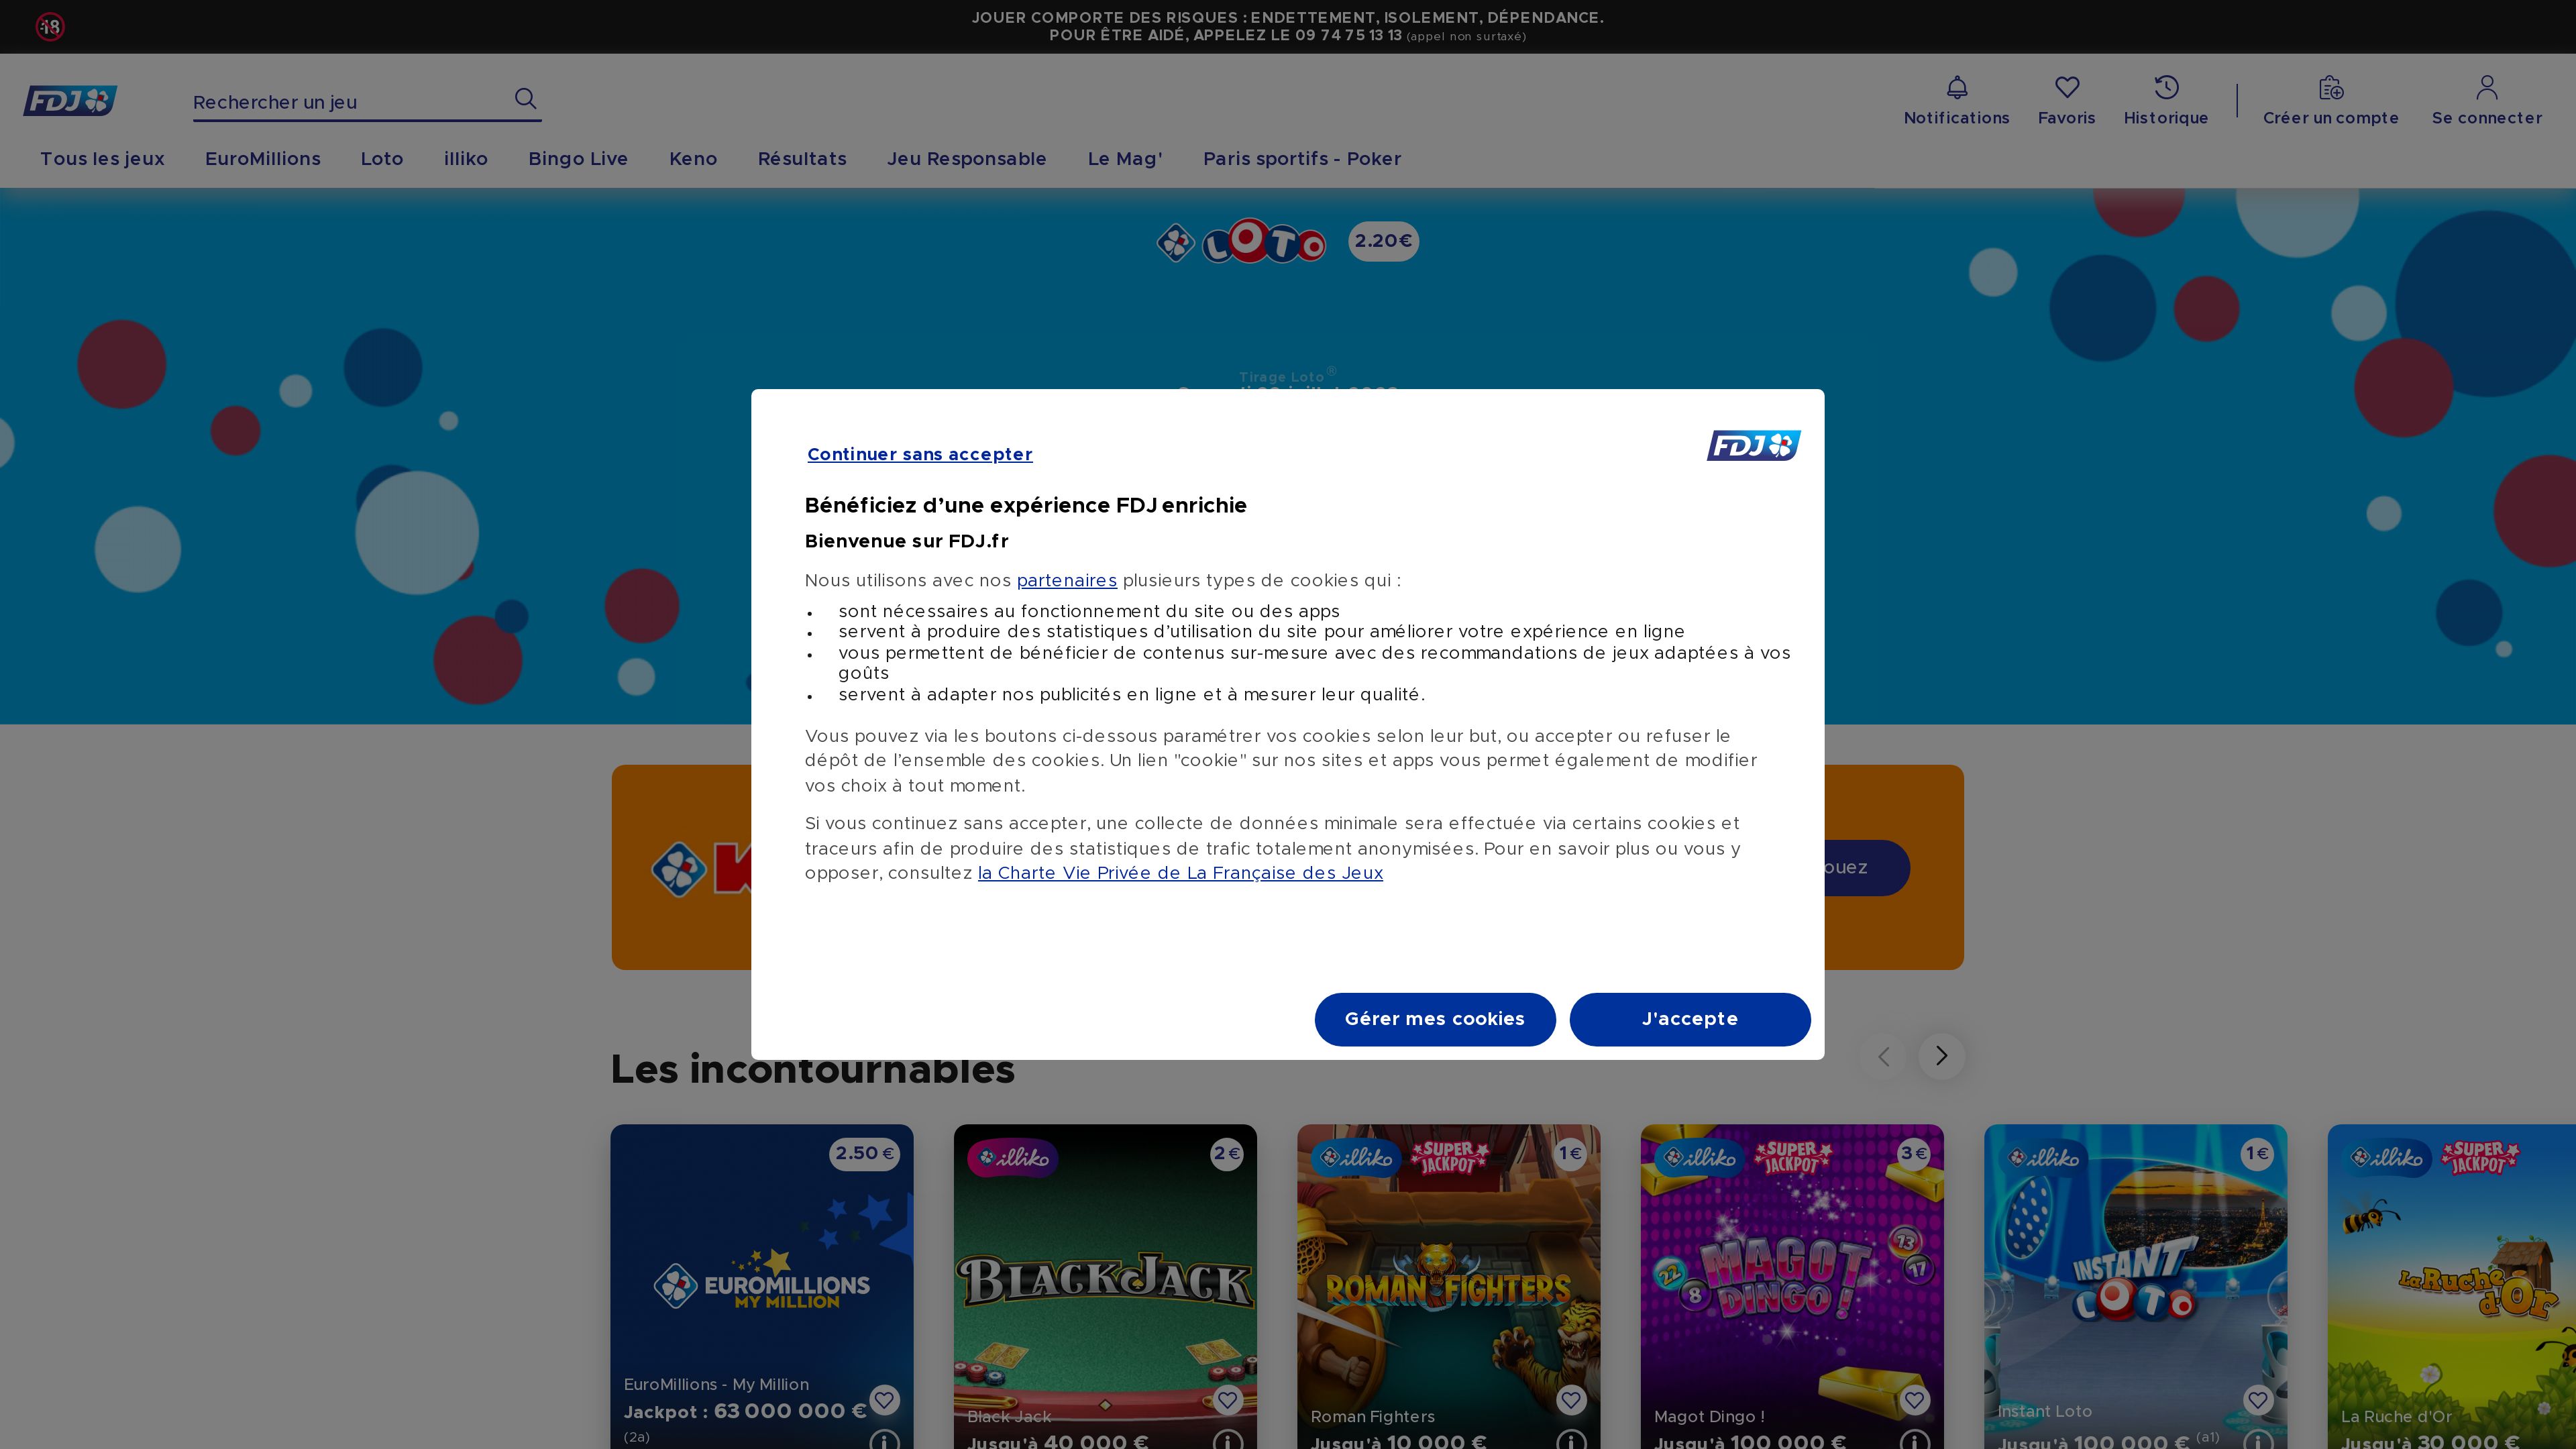 -18
JOUER COMPORTE DES RISQUES : ENDETTEMENT, ISOLEMENT, DÉPENDANCE.
POUR ÊTRE AIDÉ, APPELEZ LE 09 74 75 13 13 (appel non surtaxé)
FDJ
Rechercher un jeu
Notifications
Favoris
Historique
Créer un compte
Se connecter
Tous les jeux
EuroMillions
Loto
illiko
Bingo Live
Keno
Résultats
Jeu Responsable
Le Mag'
Paris sportifs - Poker
LOTO
2.20€
Tirage Loto®
Continuer sans accepter
FDJ
Bénéficiez d’une expérience FDJ enrichie
Bienvenue sur FDJ.fr
Nous utilisons avec nos partenaires plusieurs types de cookies qui :
• sont nécessaires au fonctionnement du site ou des apps
• servent à produire des statistiques d’utilisation du site pour améliorer votre expérience en ligne
• vous permettent de bénéficier de contenus sur-mesure avec des recommandations de jeux adaptées à vos
goûts
• servent à adapter nos publicités en ligne et à mesurer leur qualité.
Vous pouvez via les boutons ci-dessous paramétrer vos cookies selon leur but, ou accepter ou refuser le
dépôt de l’ensemble des cookies. Un lien "cookie" sur nos sites et apps vous permet également de modifier
vos choix à tout moment.
Si vous continuez sans accepter, une collecte de données minimale sera effectuée via certains cookies et
traceurs afin de produire des statistiques de trafic totalement anonymisées. Pour en savoir plus ou vous y
opposer, consultez la Charte Vie Privée de La Française des Jeux
ouez
Gérer mes cookies
J'accepte
Les incontournables
2.50 €
EUROMILLIONS
MY MILLION
EuroMillions - My Million
Jackpot : 63 000 000 €
(2a)
illiko
2 €
BLACKJACK
Black Jack
Jusqu'à 40 000 €
illiko
SUPER
JACKPOT
1 €
ROMAN FIGHTERS
Roman Fighters
Jusqu'à 10 000 €
illiko
SUPER
JACKPOT
3 €
13
17
22
8
MAGOT
DINGO !
Magot Dingo !
Jusqu'à 100 000 €
illiko
1 €
INSTANT
LOTO
Instant Loto
Jusqu'à 100 000 € (a1)
illiko
SUPER
JACKPOT
La Ruche
d'Or
La Ruche d'Or
Jusqu'à 30 000 €